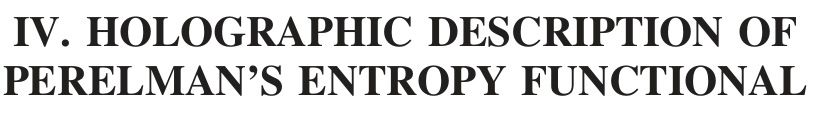 IV. HOLOGRAPHIC DESCRIPTION OF
PERELMAN’S ENTROPY FUNCTIONAL